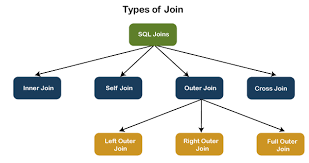 Types of Join
SQL Joins
Inner Join
Self Join
Outer Join
Cross Join
Left Outer
Join
Right Outer
Join
Full Outer
Join